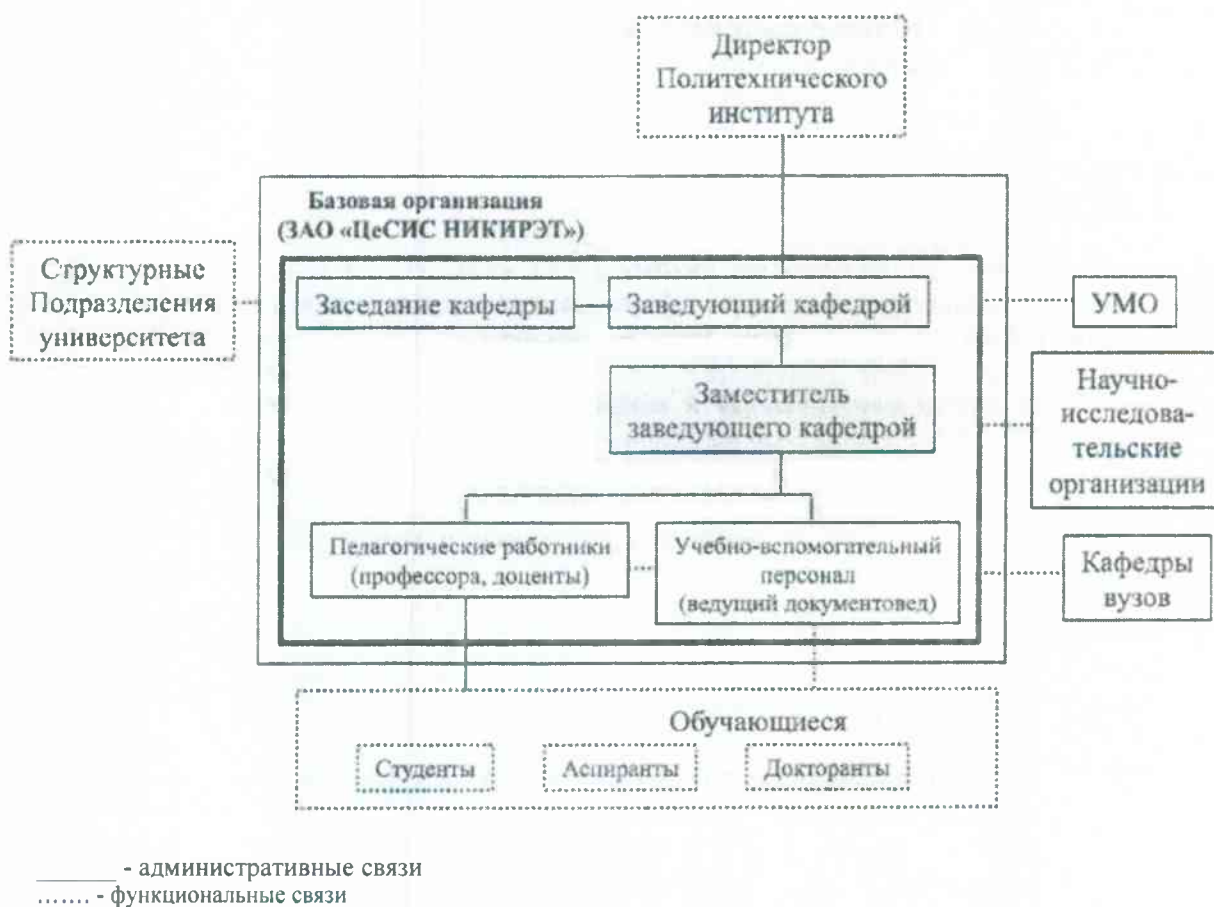 Директор
Политехнического
института
Базовая организация
(ЗАО «ЦеСИС НИКИРЭТ»)
Структурные
Подразделения
университета
Заседание кафедры
Заведующий кафедрой
УМО
Заместитель
заведующего кафедрой
Научно-
исследова-
тельские
организации
Педагогические работники
(профессора, доценты)
Учебно-вспомогательный
персонал
(ведущий документовед)
Кафедры
вузов
Обучающиеся
Студенты
Аспиранты
Докторанты
______ - административные связи
....... - функциональные связи